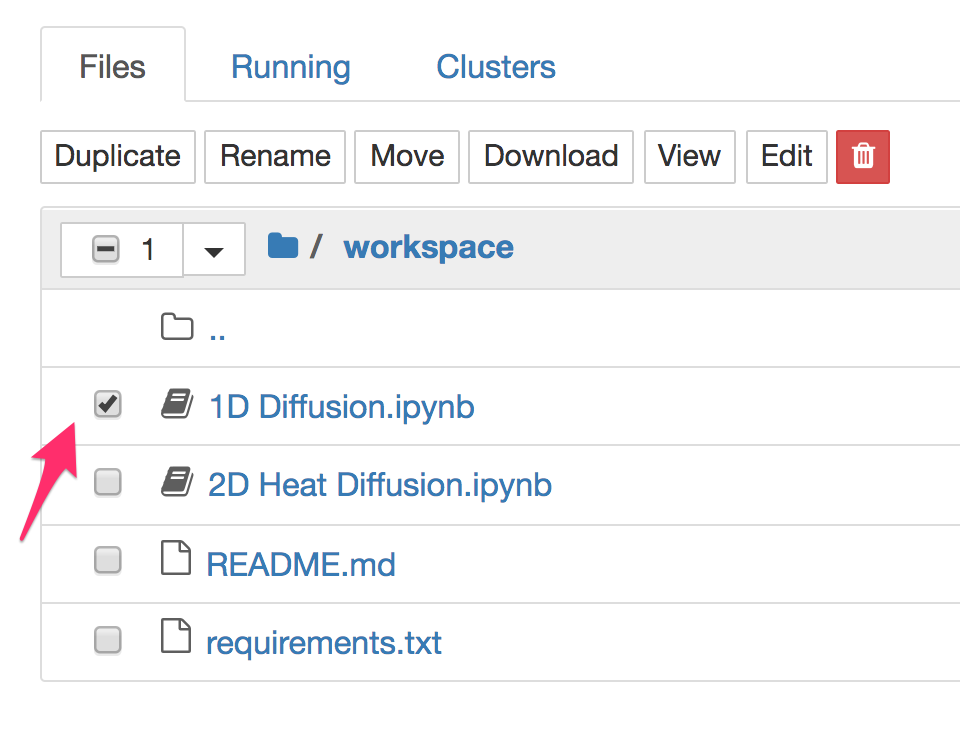 Files Running Clusters
Duplicate Rename Move Download View Edit
1 / workspace
..
1D Diffusion.ipynb
2D Heat Diffusion.ipynb
README.md
requirements.txt